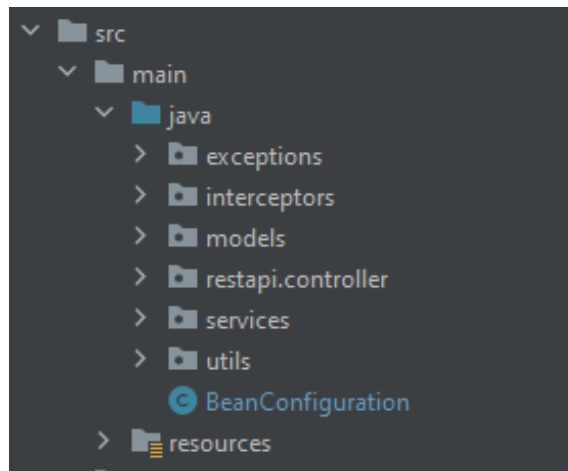 src
main
java
exceptions
interceptors
models
restapi.controller
services
utils
C BeanConfiguration
resources